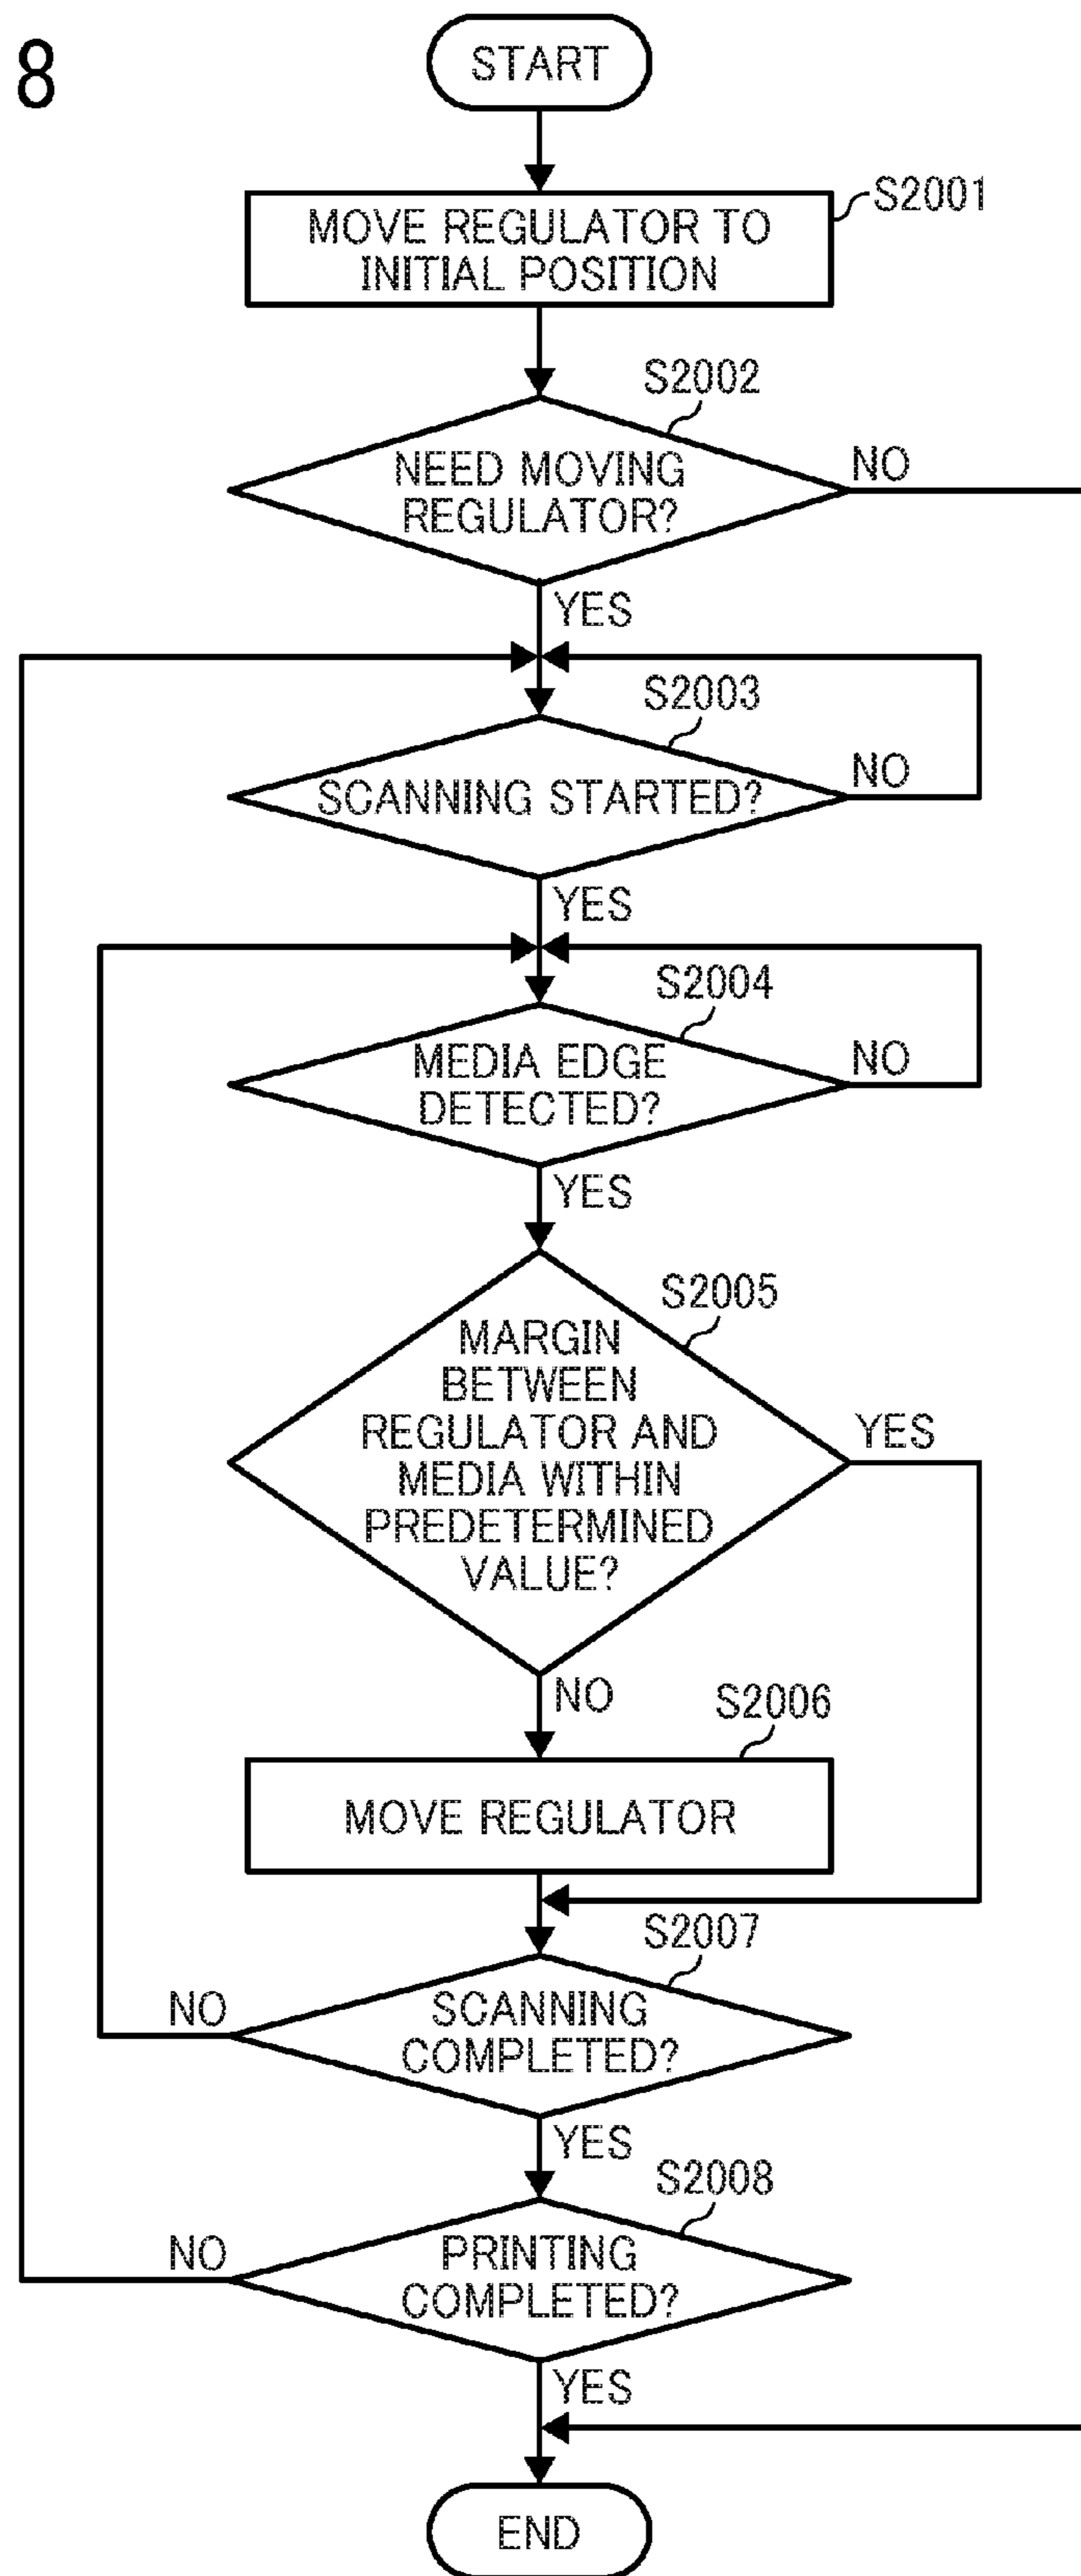 8
START
S2001
MOVE REGULATOR TO
INITIAL POSITION
S2002
NEED MOVING
REGULATOR?
NO
YES
S2003
SCANNING STARTED?
NO
YES
S2004
MEDIA EDGE
DETECTED?
NO
YES
S2005
MARGIN
BETWEEN
REGULATOR AND
MEDIA WITHIN
PREDETERMINED
VALUE?
YES
NO
S2006
MOVE REGULATOR
S2007
SCANNING
COMPLETED?
NO
YES
S2008
PRINTING
COMPLETED?
NO
YES
END